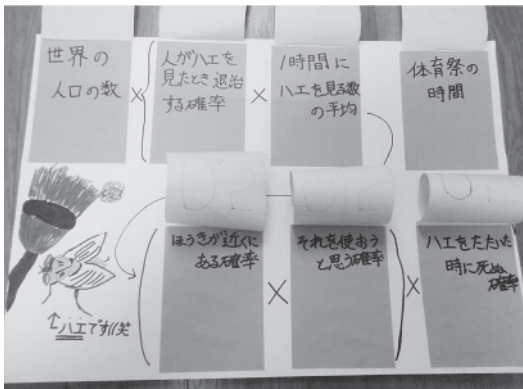 世界の
人口の数
×
人がハエを
見たとき退治
する確率
×
1時間に
ハエを見る数
の平均
体育祭の
時間
ほうきが近くに
ある確率
×
それを使おう
と思う確率
×
ハエをたたいた
時に死ぬ
確率
↑ハエです(笑